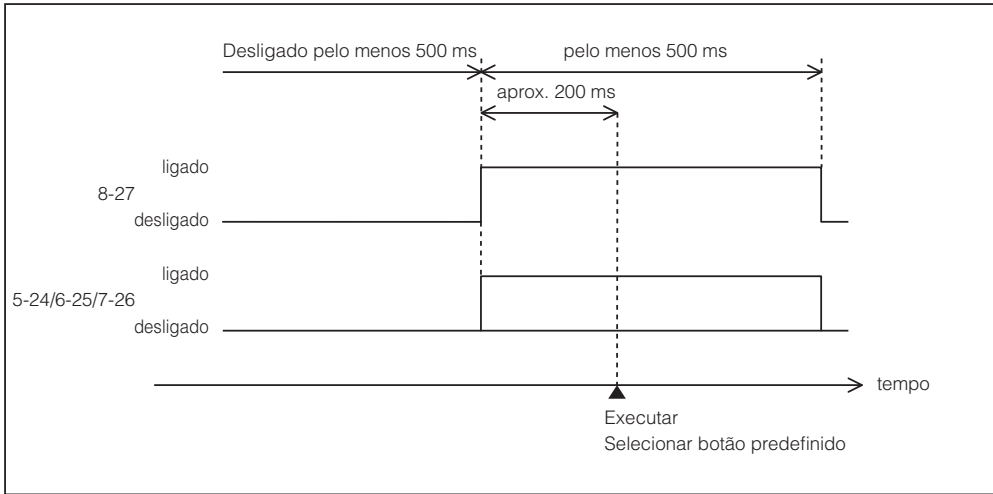 Desligado pelo menos 500 ms
pelo menos 500 ms
aprox. 200 ms
ligado
8-27
desligado
ligado
5-24/6-25/7-26
desligado
tempo
Executar
Selecionar botão predefinido